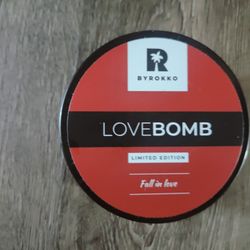 R
BYROKKO
LOVEBOMB
LIMITED EDITION
Fall in love